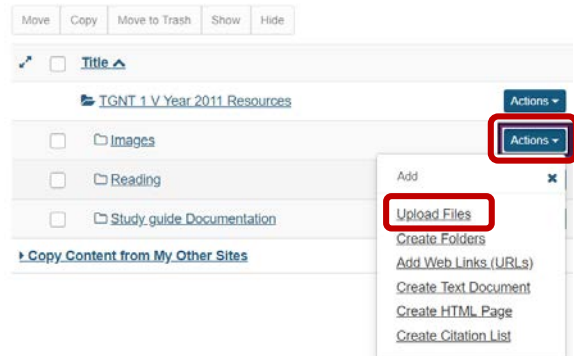 Move Copy Move to Trash Show Hide
Title
TGNT 1 V Year 2011 Resources Actions
Images Actions
Reading
Study guide Documentation
Copy Content from My Other Sites
Add
Upload Files
Create Folders
Add Web Links (URLs)
Create Text Document
Create HTML Page
Create Citation List